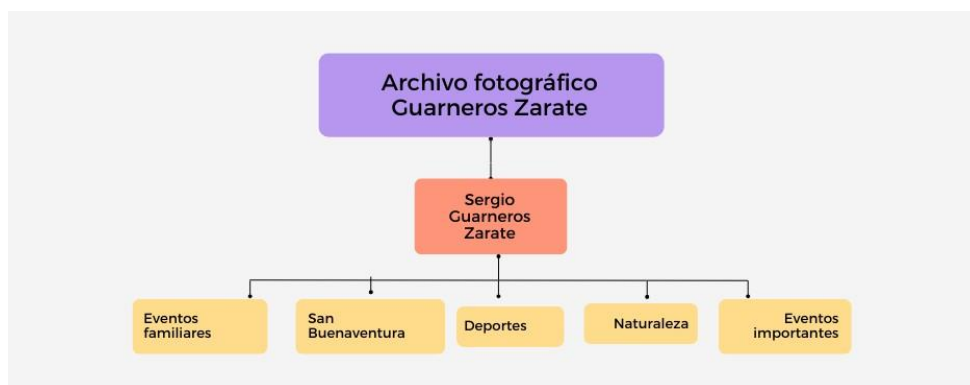 Archivo fotográfico
Guarneros Zarate
Sergio
Guarneros
Zarate
Eventos
familiares
San
Buenaventura
Deportes
Naturaleza
Eventos
importantes